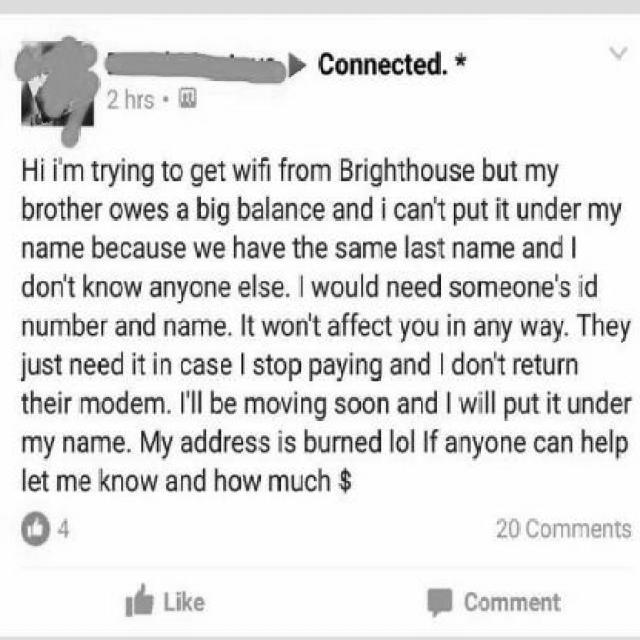 Connected. *
2 hrs •
Hi i'm trying to get wifi from Brighthouse but my
brother owes a big balance and i can't put it under my
name because we have the same last name and I
don't know anyone else. I would need someone's id
number and name. It won't affect you in any way. They
just need it in case I stop paying and I don't return
their modem. I'll be moving soon and I will put it under
my name. My address is burned lol If anyone can help
let me know and how much $
4
20 Comments
Like
Comment